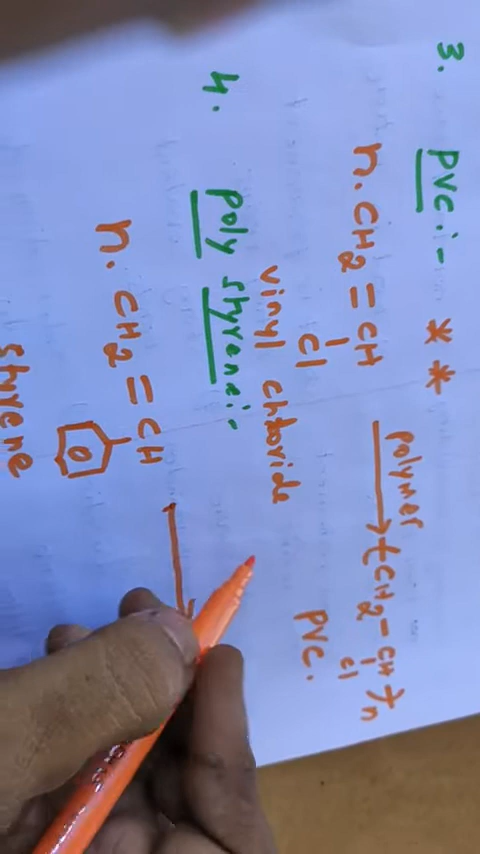 3. PVC :- **
n. CH2 = CH polymer → ( CH2 - CH )n
Cl Cl
vinyl chloride PVC.
4. Poly styrene :-
n. CH2 = CH
styrene